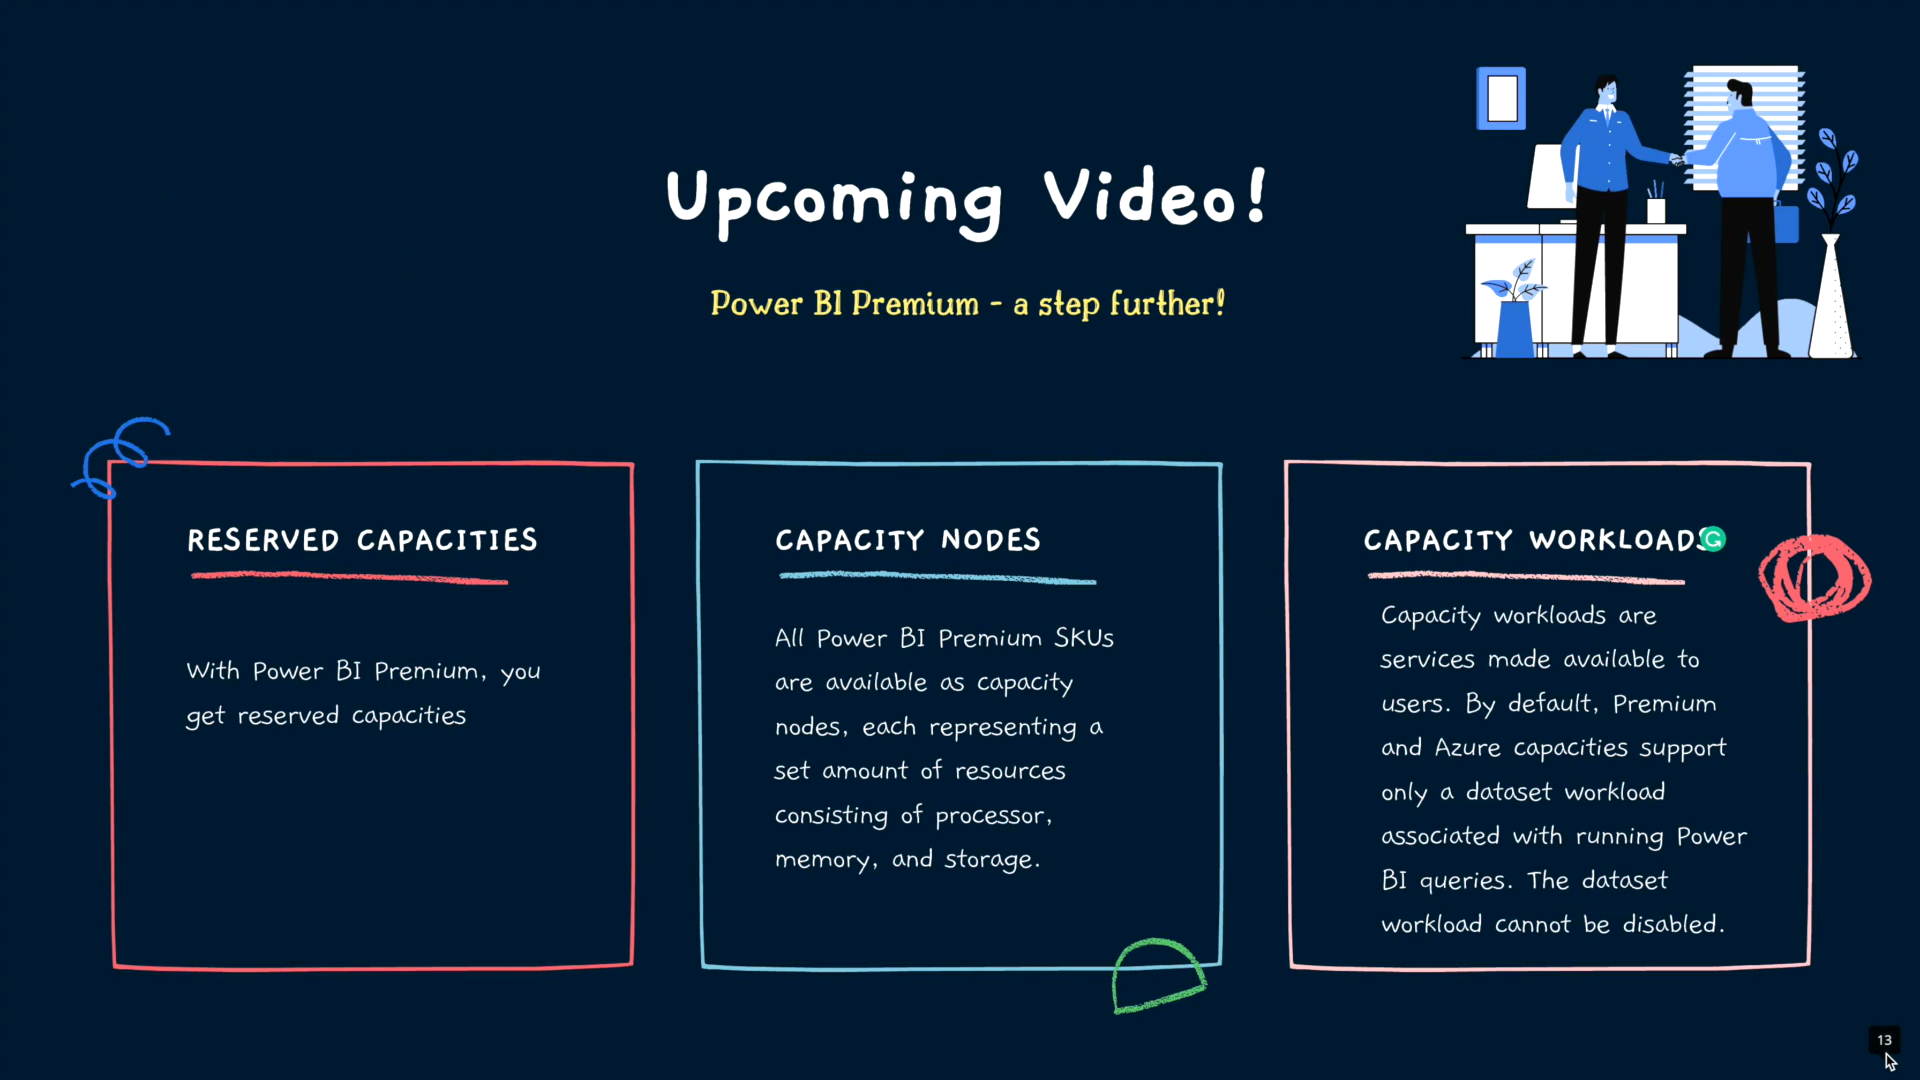 Upcoming Video!
Power BI Premium - a step further!
RESERVED CAPACITIES
With Power BI Premium, you
get reserved capacities
CAPACITY NODES
All Power BI Premium SKUs
are available as capacity
nodes, each representing a
set amount of resources
consisting of processor,
memory, and storage.
CAPACITY WORKLOADS
Capacity workloads are
services made available to
users. By default, Premium
and Azure capacities support
only a dataset workload
associated with running Power
BI queries. The dataset
workload cannot be disabled.
13